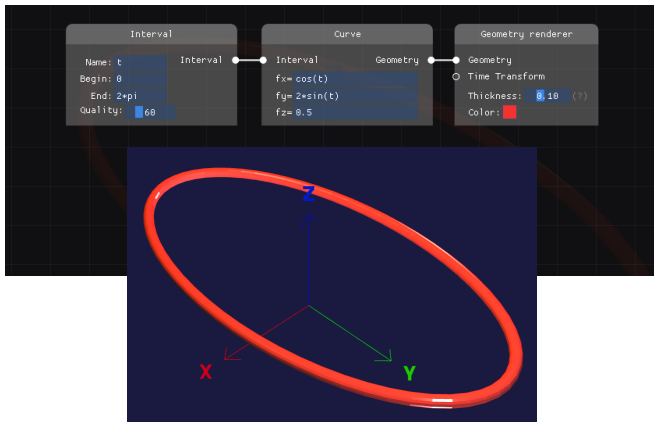 Interval
Name: t
Interval
Begin: 0
End: 2*pi
Quality: 60
Curve
Interval
Geometry
fx= cos(t)
fy= 2*sin(t)
fz= 0.5
Geometry renderer
Geometry
Time Transform
Thickness: 0.10 (?)
Color:
Z
X
Y